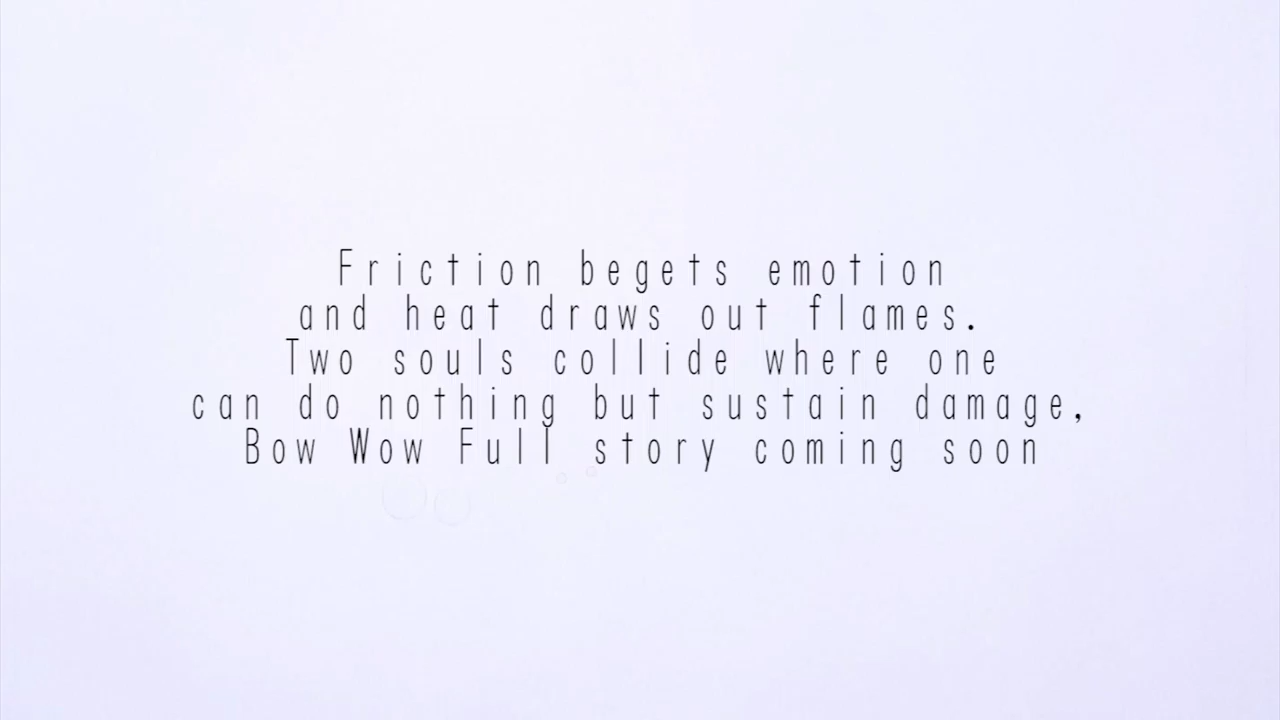 Friction begets emotion
and heat draws out flames.
Two souls collide where one
can do nothing but sustain damage,
Bow Wow Full story coming soon